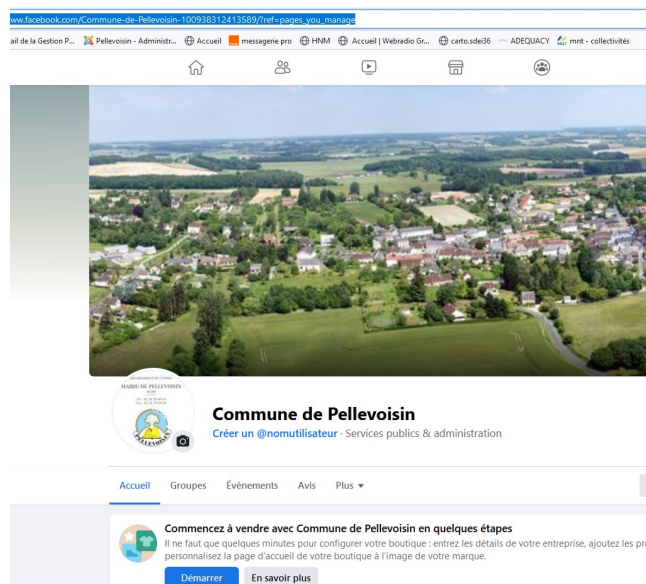 ww.facebook.com/Commune-de-Pellevoisin-100938312413589/?ref=pages_you_manage
ail de la Gestion P... Pellevoisin - Administr... Accueil messagerie pro HNM Accueil | Webradio Gr... carto.sdei36 ADEQUACY mnt - collectivités
MAIRIE DE PELLEVOISIN
PELLEVOISIN
Commune de Pellevoisin
Créer un @nomutilisateur · Services publics & administration
Accueil Groupes Évènements Avis Plus
Commencez à vendre avec Commune de Pellevoisin en quelques étapes
Il ne faut que quelques minutes pour configurer votre boutique : entrez les détails de votre entreprise, ajoutez les pr
personnalisez la page d'accueil de votre boutique à l'image de votre marque.
Démarrer En savoir plus